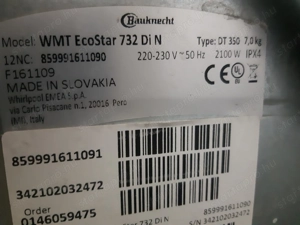 Bauknecht
Model: WMT EcoStar 732 Di N Type: DT 350 7,0 kg
12NC: 859991611090 220-230 V ~ 50 Hz 2100 W IPX4
F161109
MADE IN SLOVAKIA
Whirlpool EMEA S.p.A.
via Carlo Pisacane n.1, 20016 Pero
(MI), ITALY
859991611091
342102032472
Order
0146059475
732 Di N
859991611090
S/N 342102032472